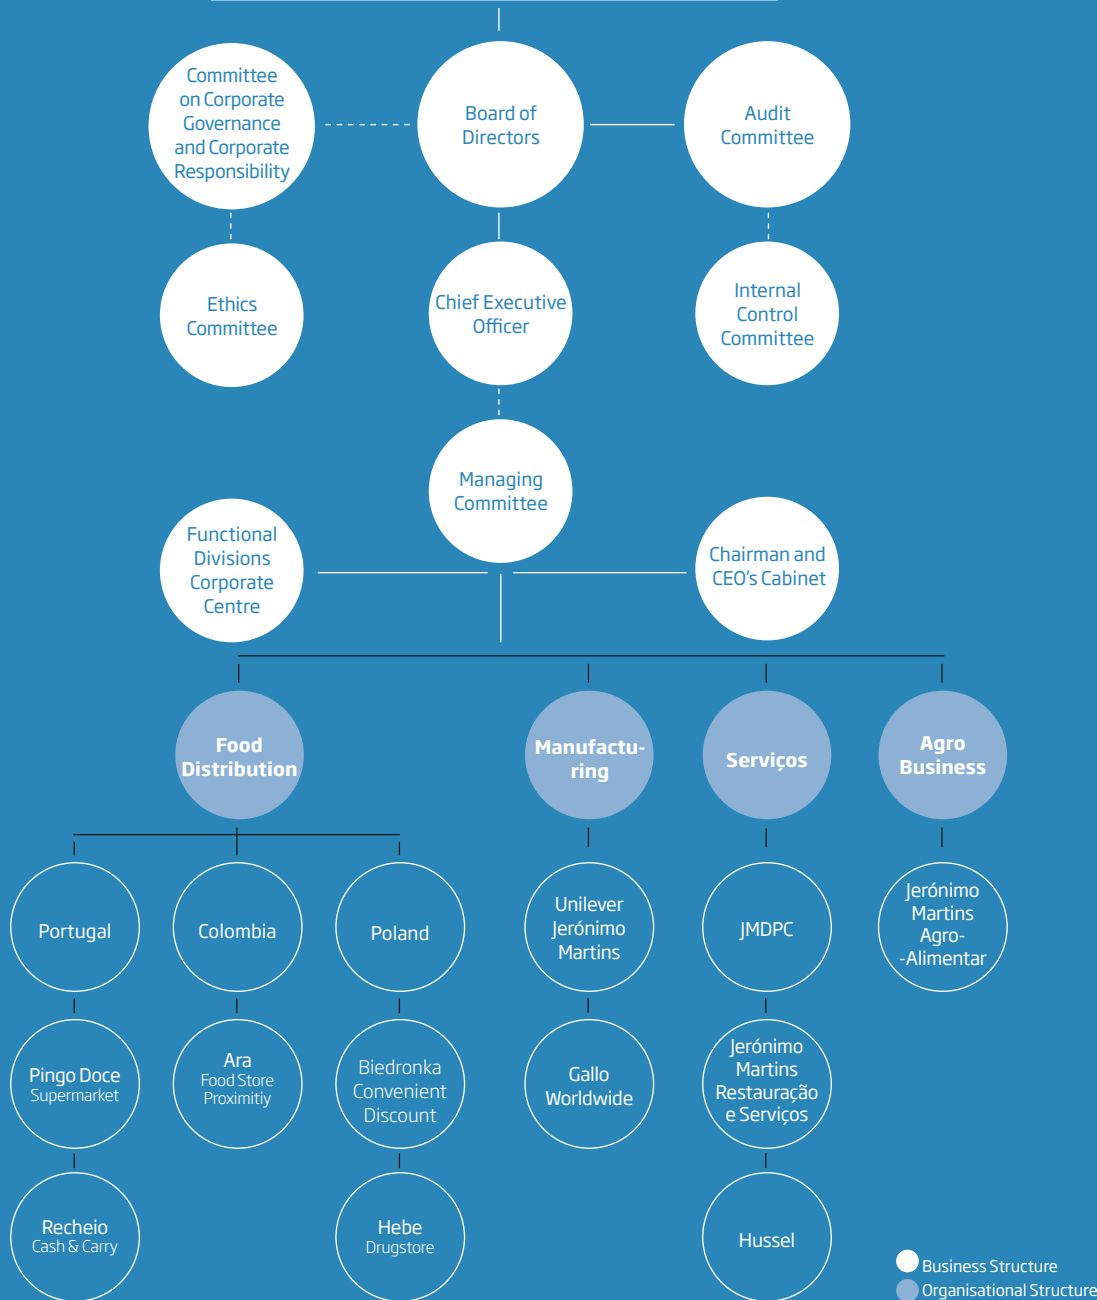 Committee
on Corporate
Governance
and Corporate
Responsibility
Board of
Directors
Audit
Committee
Ethics
Committee
Chief Executive
Officer
Internal
Control
Committee
Managing
Committee
Functional
Divisions
Corporate
Centre
Chairman and
CEO's Cabinet
Food
Distribution
Manufactu-
ring
Serviços
Agro
Business
Portugal
Colombia
Poland
Unilever
Jerónimo
Martins
JMDPC
Jerónimo
Martins
Agro-
-Alimentar
Pingo Doce
Supermarket
Ara
Food Store
Proximitiy
Biedronka
Convenient
Discount
Gallo
Worldwide
Jerónimo
Martins
Restauração
e Serviços
Recheio
Cash & Carry
Hebe
Drugstore
Hussel
Business Structure
Organisational Structure